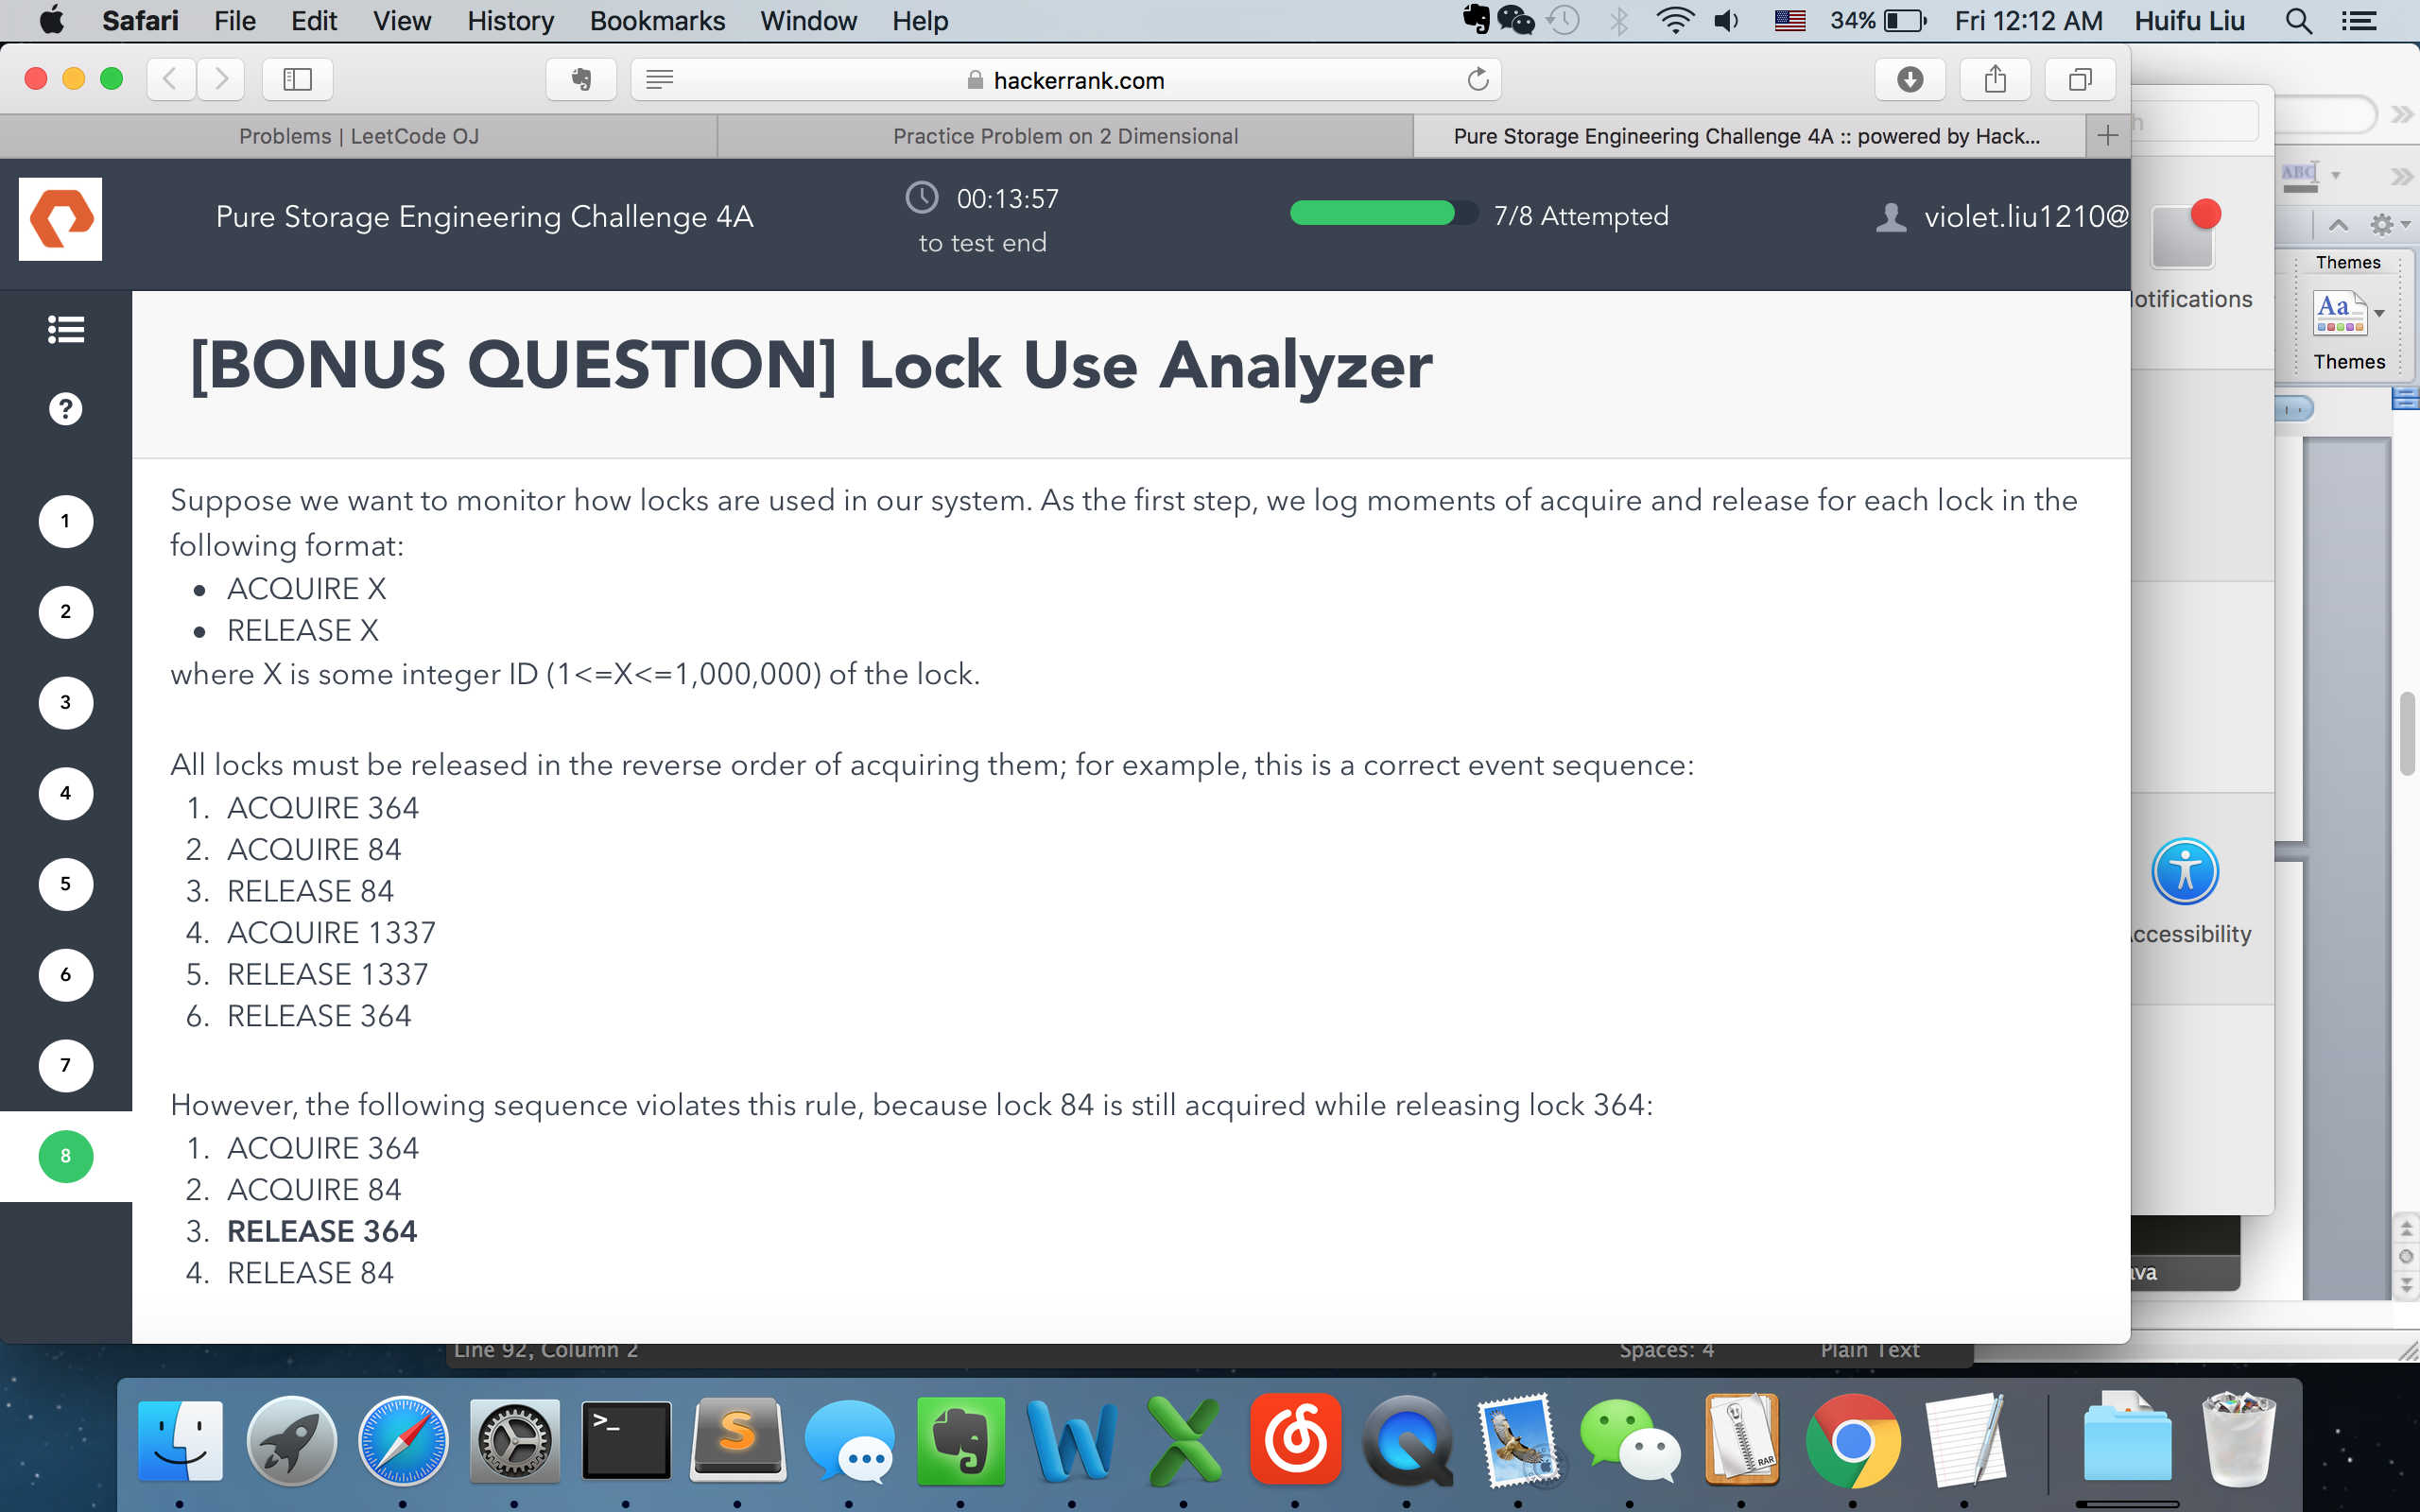 Safari File Edit View History Bookmarks Window Help 34% Fri 12:12 AM Huifu Liu
hackerrank.com
Problems | LeetCode OJ
Practice Problem on 2 Dimensional
Pure Storage Engineering Challenge 4A :: powered by Hack...
Pure Storage Engineering Challenge 4A
00:13:57
to test end
7/8 Attempted
violet.liu1210@
ABC
Themes
otifications
Aa
Themes
[BONUS QUESTION] Lock Use Analyzer
?
1
2
3
4
5
6
7
8
Suppose we want to monitor how locks are used in our system. As the first step, we log moments of acquire and release for each lock in the
following format:
• ACQUIRE X
• RELEASE X
where X is some integer ID (1<=X<=1,000,000) of the lock.
All locks must be released in the reverse order of acquiring them; for example, this is a correct event sequence:
1. ACQUIRE 364
2. ACQUIRE 84
3. RELEASE 84
4. ACQUIRE 1337
5. RELEASE 1337
6. RELEASE 364
However, the following sequence violates this rule, because lock 84 is still acquired while releasing lock 364:
1. ACQUIRE 364
2. ACQUIRE 84
3. RELEASE 364
4. RELEASE 84
ccessibility
va
Line 92, Column 2
Spaces: 4
Plain Text
>_
RAR